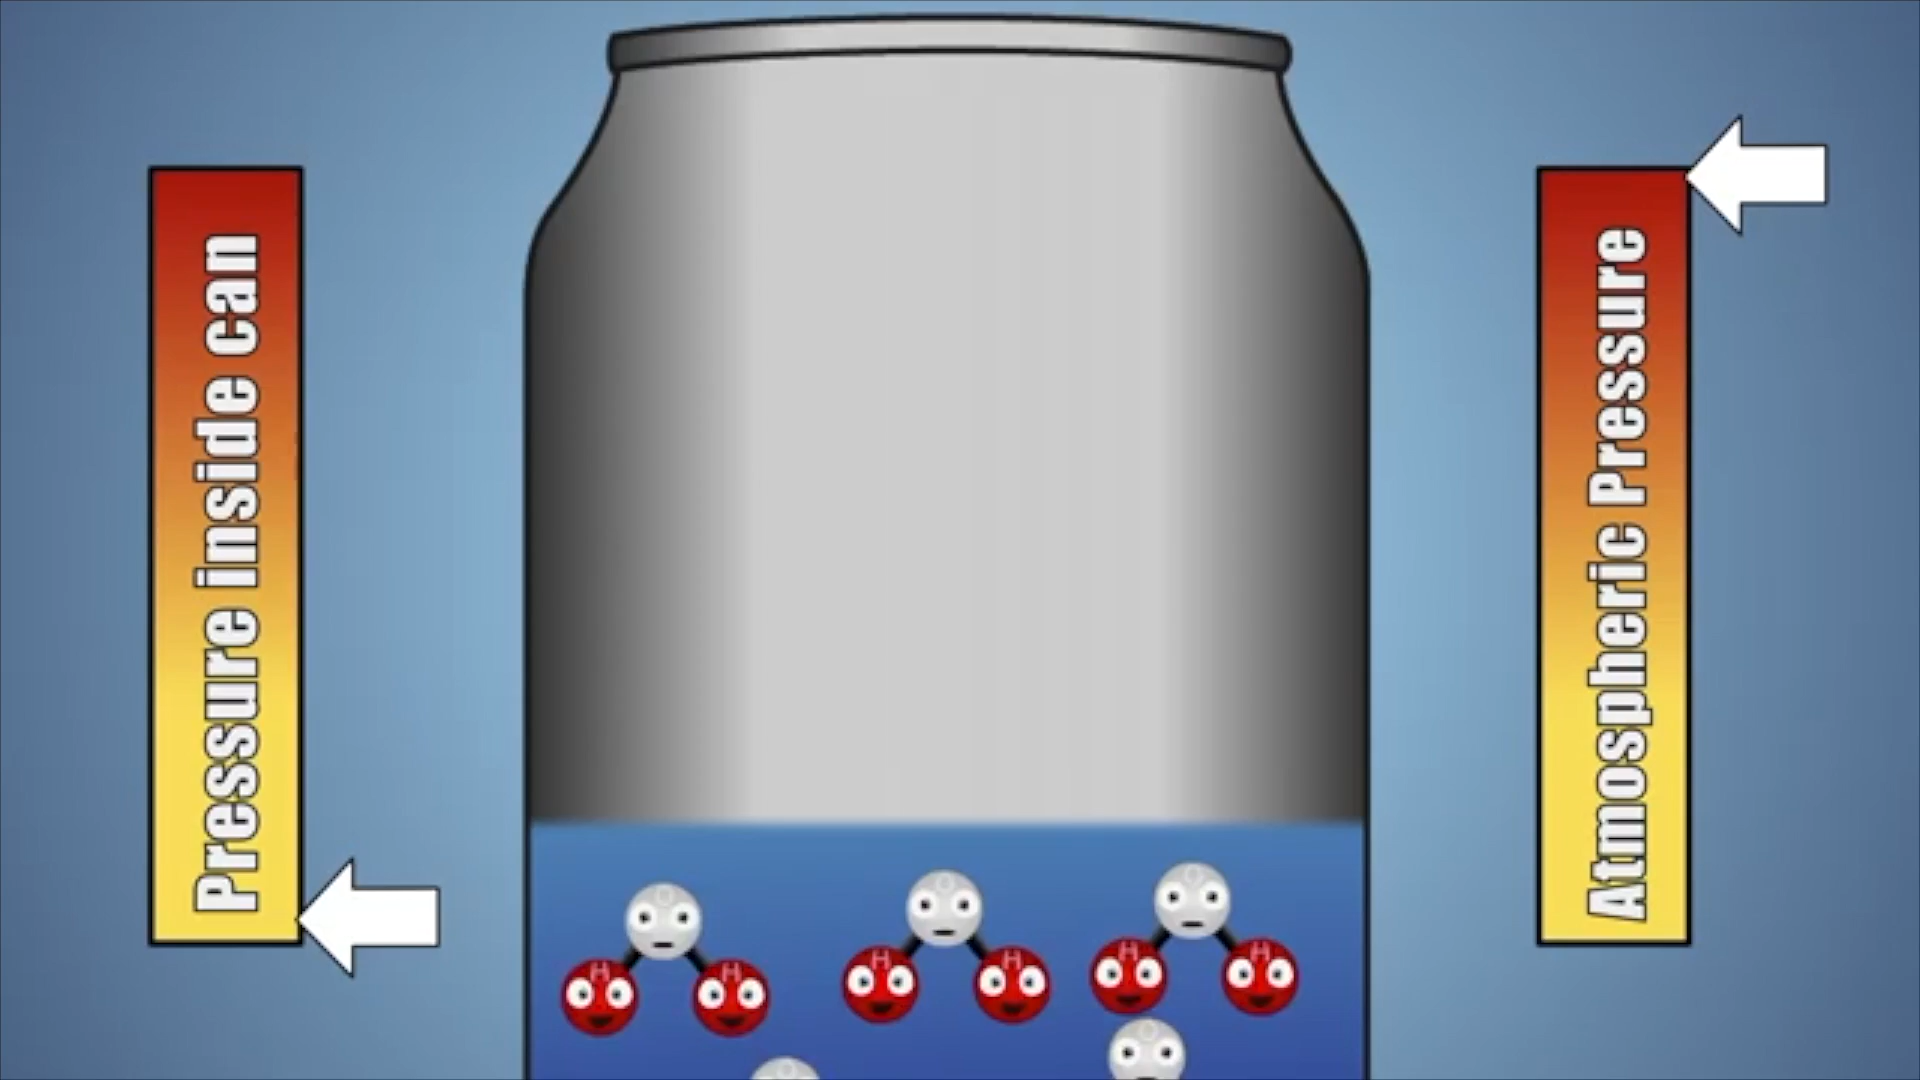 Pressure inside can
Atmospheric Pressure
O
H H
O
H H
O
H H
O
O